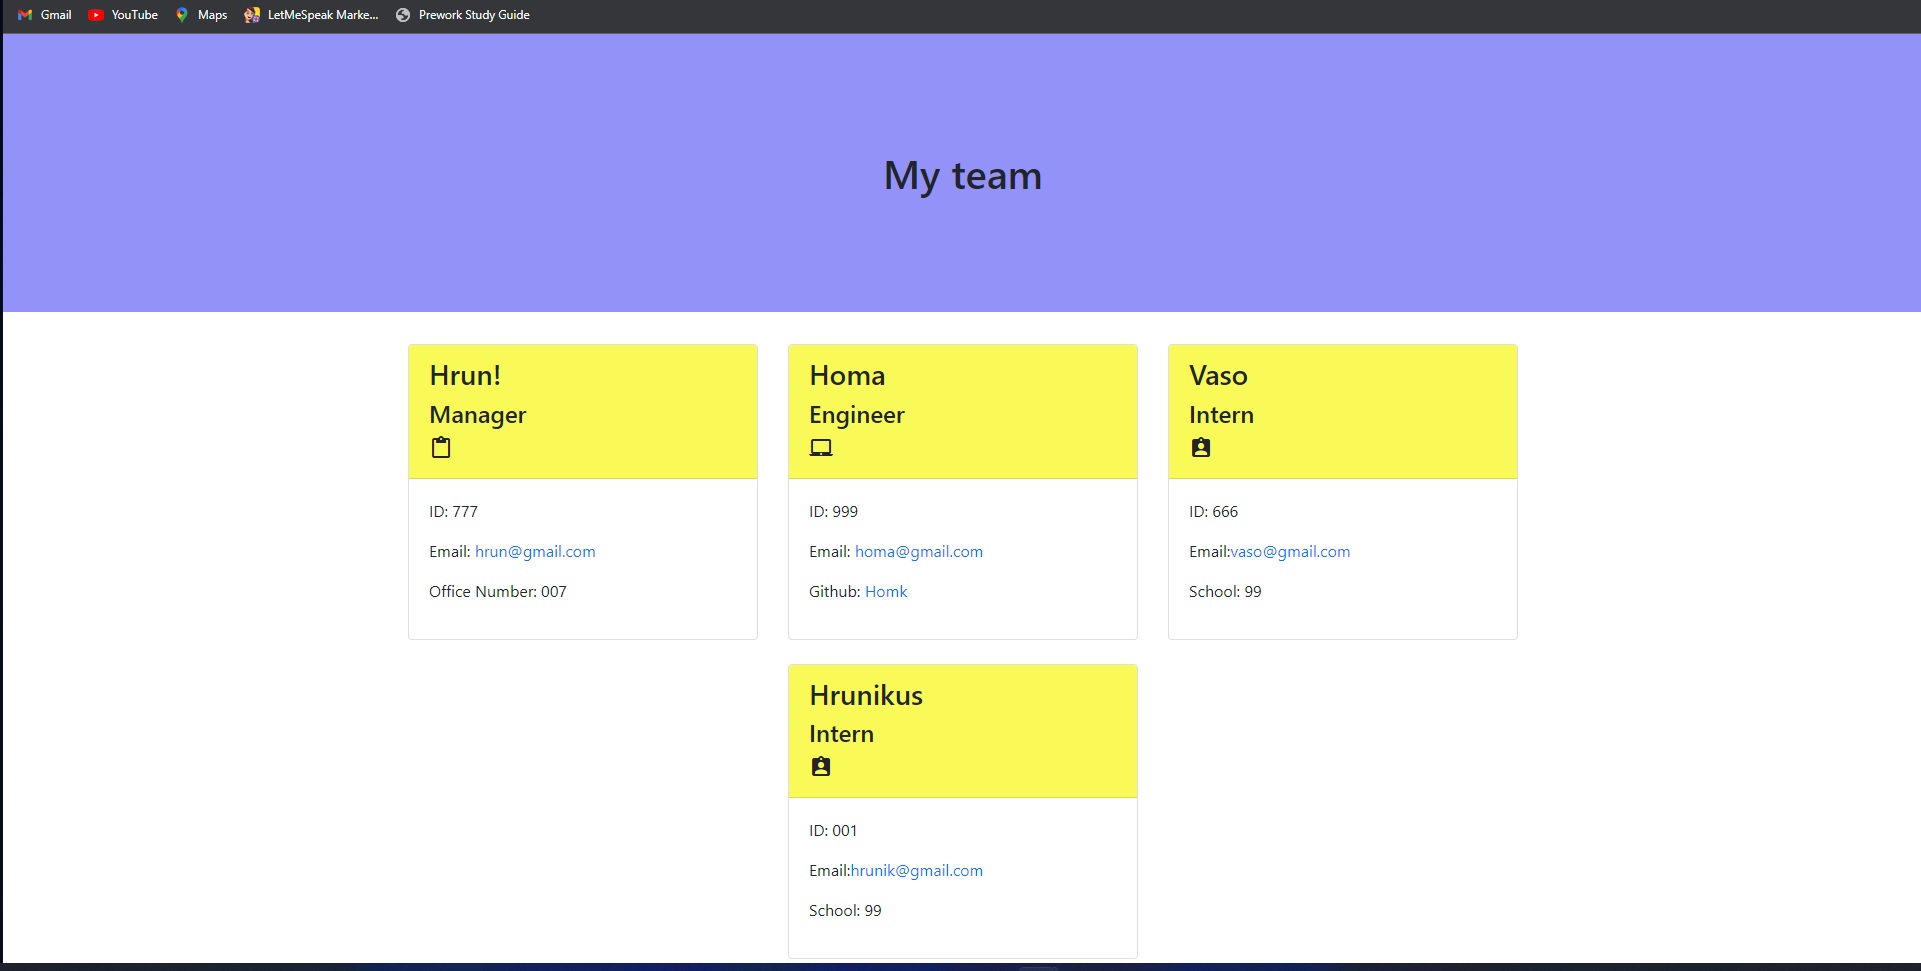 Gmail YouTube Maps LetMeSpeak Marke... Prework Study Guide
My team
Hrun!
Manager
ID: 777
Email: hrun@gmail.com
Office Number: 007
Homa
Engineer
ID: 999
Email: homa@gmail.com
Github: Homk
Vaso
Intern
ID: 666
Email:vaso@gmail.com
School: 99
Hrunikus
Intern
ID: 001
Email:hrunik@gmail.com
School: 99